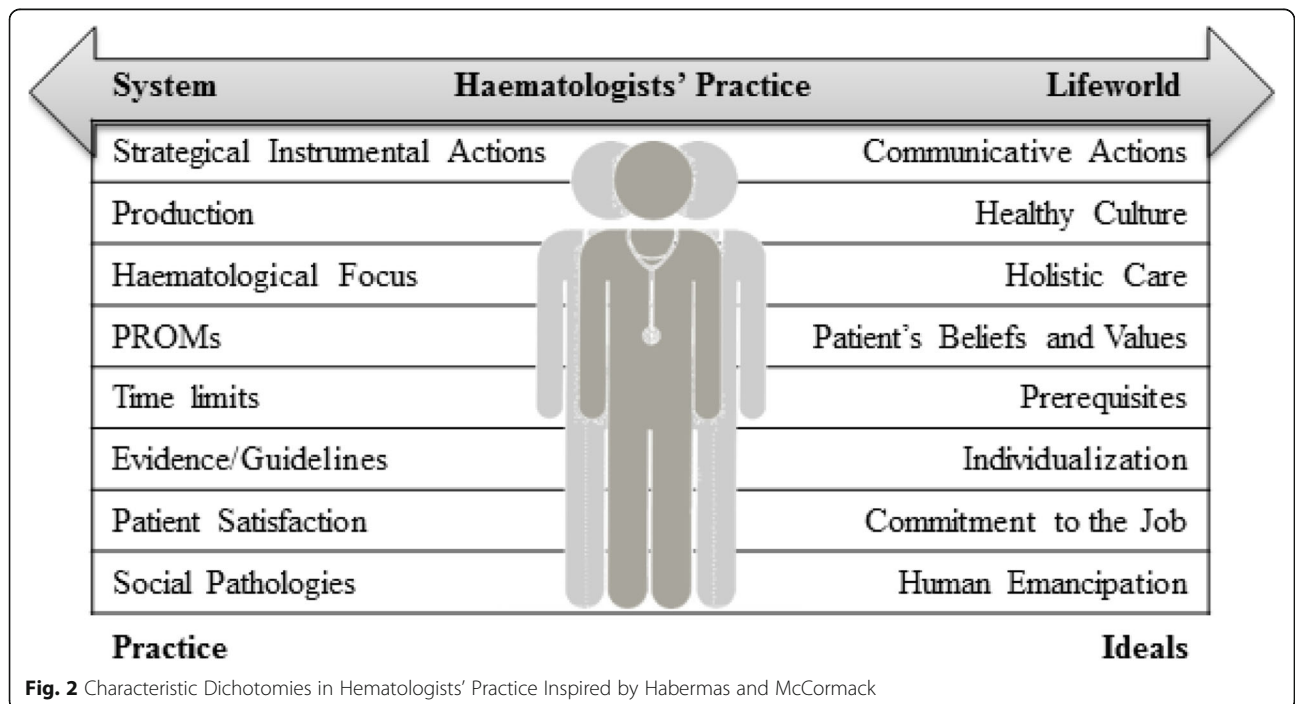 System Haematologists' Practice Lifeworld
Strategical Instrumental Actions Communicative Actions
Production Healthy Culture
Haematological Focus Holistic Care
PROMs Patient's Beliefs and Values
Time limits Prerequisites
Evidence/Guidelines Individualization
Patient Satisfaction Commitment to the Job
Social Pathologies Human Emancipation
Practice Ideals
Fig. 2 Characteristic Dichotomies in Hematologists' Practice Inspired by Habermas and McCormack